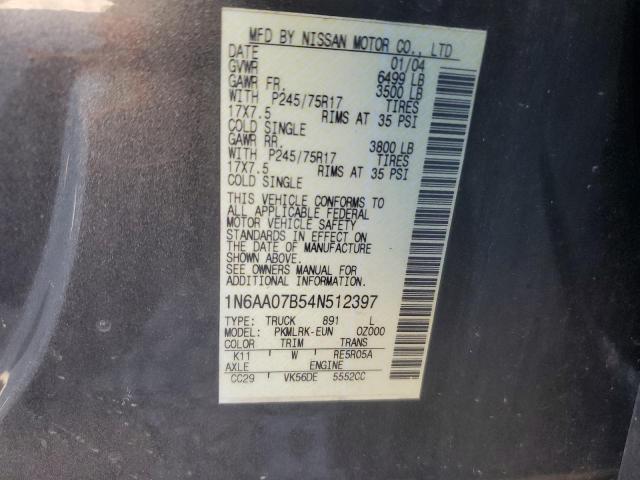 MFD BY NISSAN MOTOR CO., LTD
DATE 01/04
GVWR 6499 LB
GAWR FR. 3500 LB
WITH P245/75R17 TIRES
17X7.5 RIMS AT 35 PSI
COLD SINGLE
GAWR RR. 3800 LB
WITH P245/75R17 TIRES
17X7.5 RIMS AT 35 PSI
COLD SINGLE
THIS VEHICLE CONFORMS TO
ALL APPLICABLE FEDERAL
MOTOR VEHICLE SAFETY
STANDARDS IN EFFECT ON
THE DATE OF MANUFACTURE
SHOWN ABOVE.
SEE OWNERS MANUAL FOR
ADDITIONAL INFORMATION.
1N6AA07B54N512397
TYPE: TRUCK 891 L
MODEL: PKMLRK-EUN 0Z000
COLOR TRIM TRANS
K11 W RE5R05A
AXLE ENGINE
CC29 VK56DE 5552CC